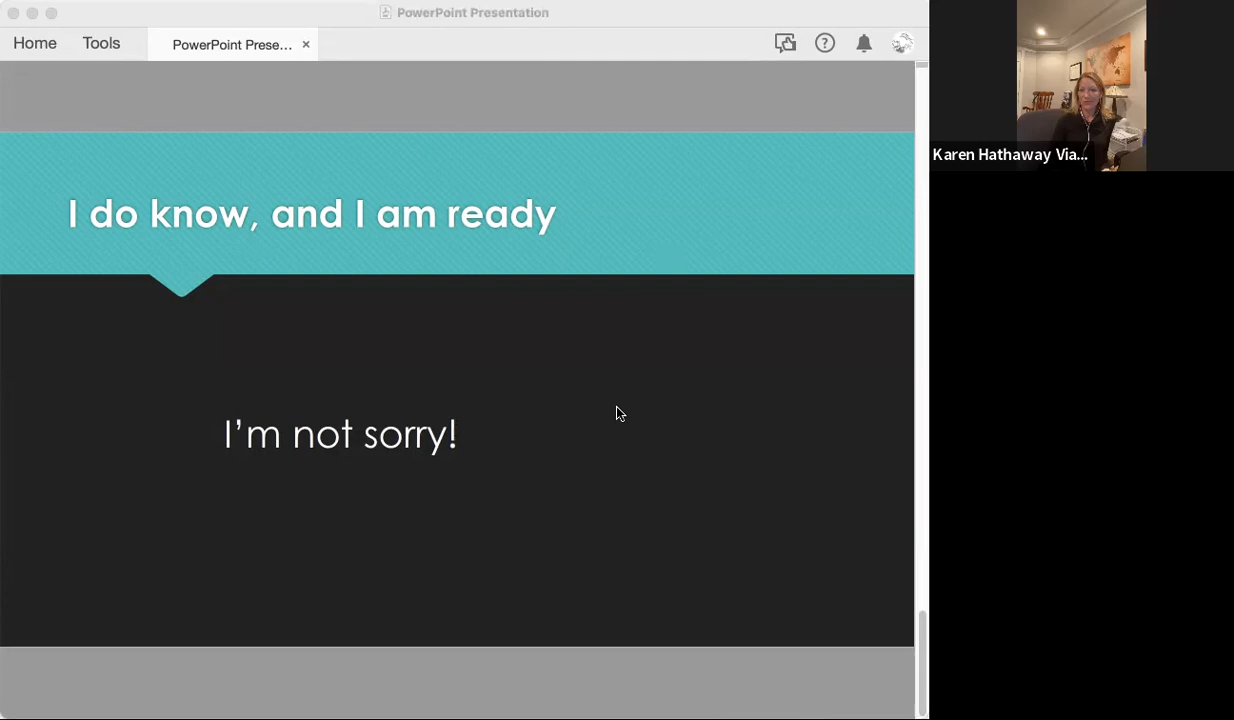 PowerPoint Presentation
Home
Tools
PowerPoint Prese...
I do know, and I am ready
I'm not sorry!
Karen Hathaway Via...